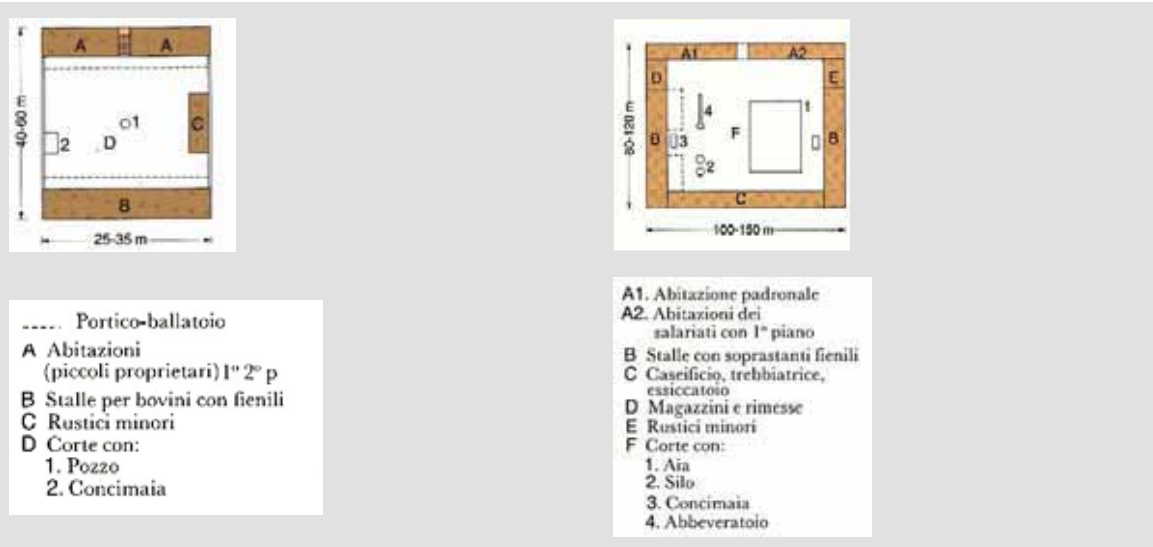 A A
40-60 m
C
1
2 D
B
25-35 m
----- Portico-ballatoio
A Abitazioni
(piccoli proprietari) 1º 2º p
B Stalle per bovini con fienili
C Rustici minori
D Corte con:
1. Pozzo
2. Concimaia
A1 A2
D E
80-120 m
4 1
B 3 F B
2
C
100-150 m
A1. Abitazione padronale
A2. Abitazioni dei
salariati con 1º piano
B Stalle con soprastanti fienili
C Caseificio, trebbiatrice,
essiccatoio
D Magazzini e rimesse
E Rustici minori
F Corte con:
1. Aia
2. Silo
3. Concimaia
4. Abbeveratoio